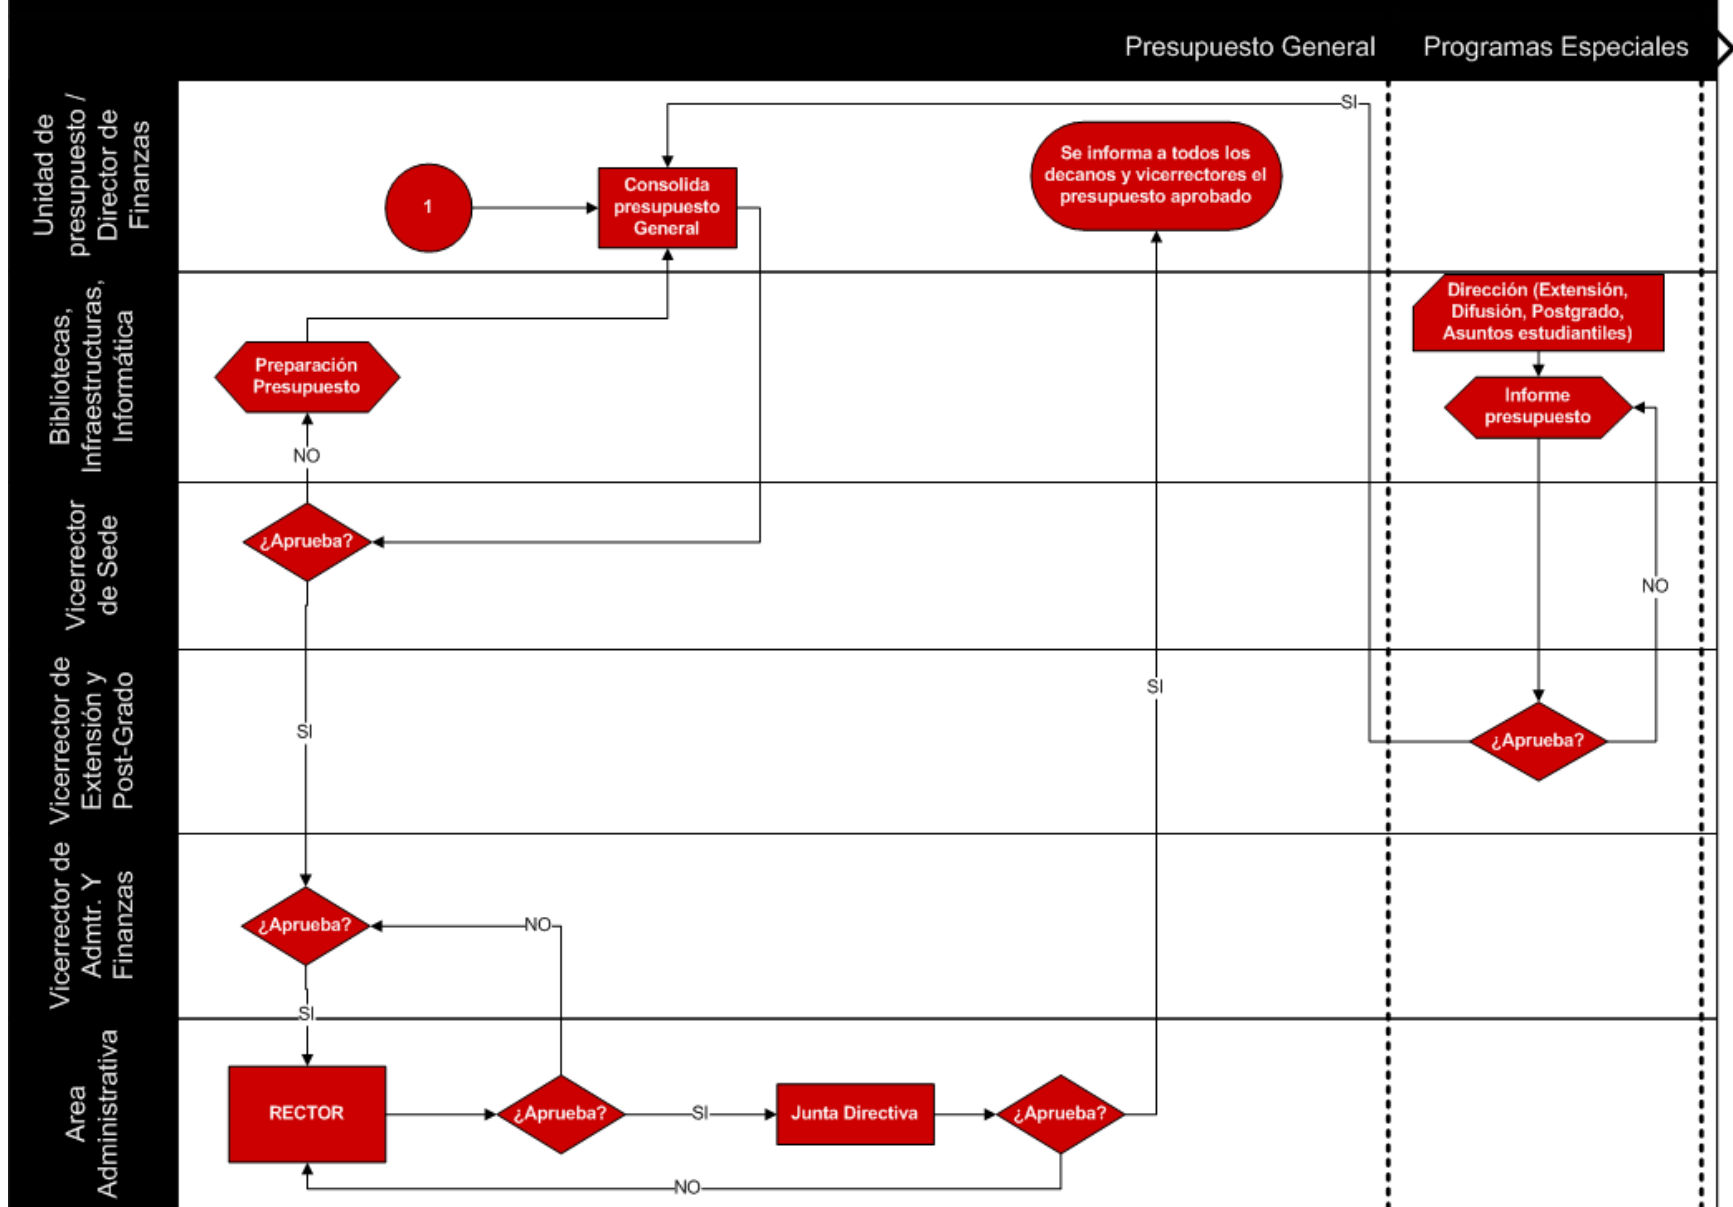 Presupuesto General
Programas Especiales
Unidad de
presupuesto /
Director de
Finanzas
SI
1
Consolida
presupuesto
General
Se informa a todos los
decanos y vicerrectores el
presupuesto aprobado
Bibliotecas,
Infraestructuras,
Informática
Preparación
Presupuesto
NO
Dirección (Extensión,
Difusión, Postgrado,
Asuntos estudiantiles)
Informe
presupuesto
Vicerrector
de Sede
¿Aprueba?
NO
Vicerrector de
Extensión y
Post-Grado
SI
SI
¿Aprueba?
Vicerrector de
Admtr. Y
Finanzas
¿Aprueba?
NO
SI
Area
Administrativa
RECTOR
¿Aprueba?
SI
Junta Directiva
¿Aprueba?
NO